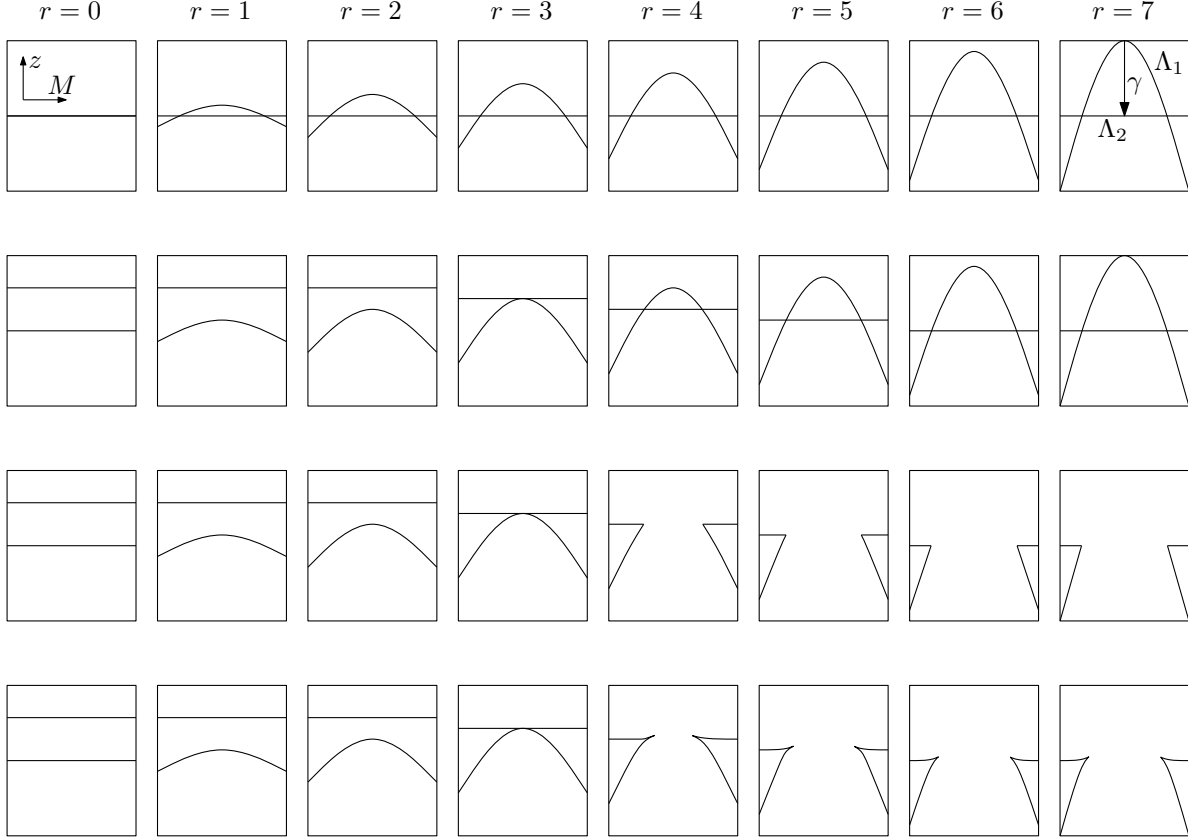 r = 0 r = 1 r = 2 r = 3 r = 4 r = 5 r = 6 r = 7
z
M
Λ₁
γ
Λ₂